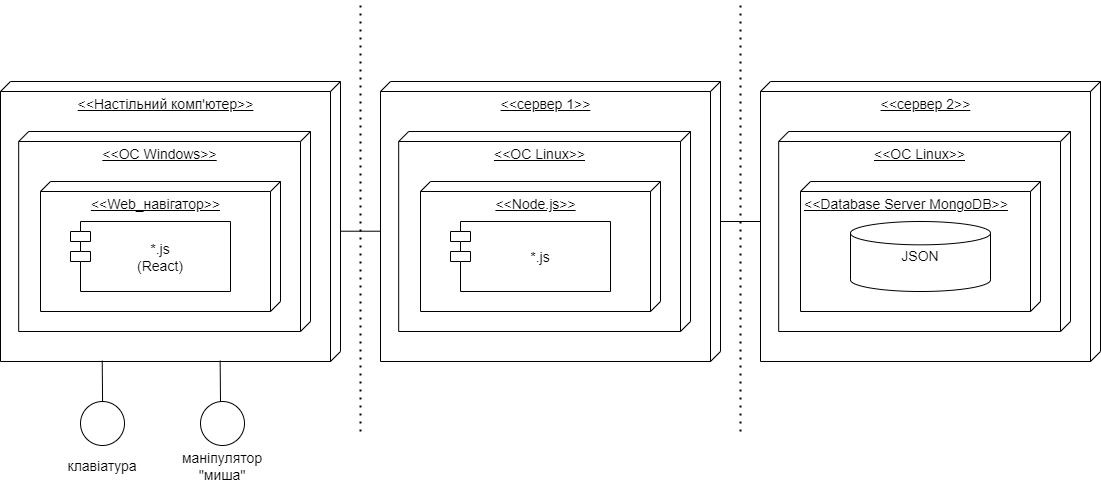 <<Настільний комп'ютер>>
<<ОС Windows>>
<<Web_навігатор>>
*.js
(React)
клавіатура
маніпулятор
"миша"
<<сервер 1>>
<<ОС Linux>>
<<Node.js>>
*.js
<<сервер 2>>
<<ОС Linux>>
<<Database Server MongoDB>>
JSON